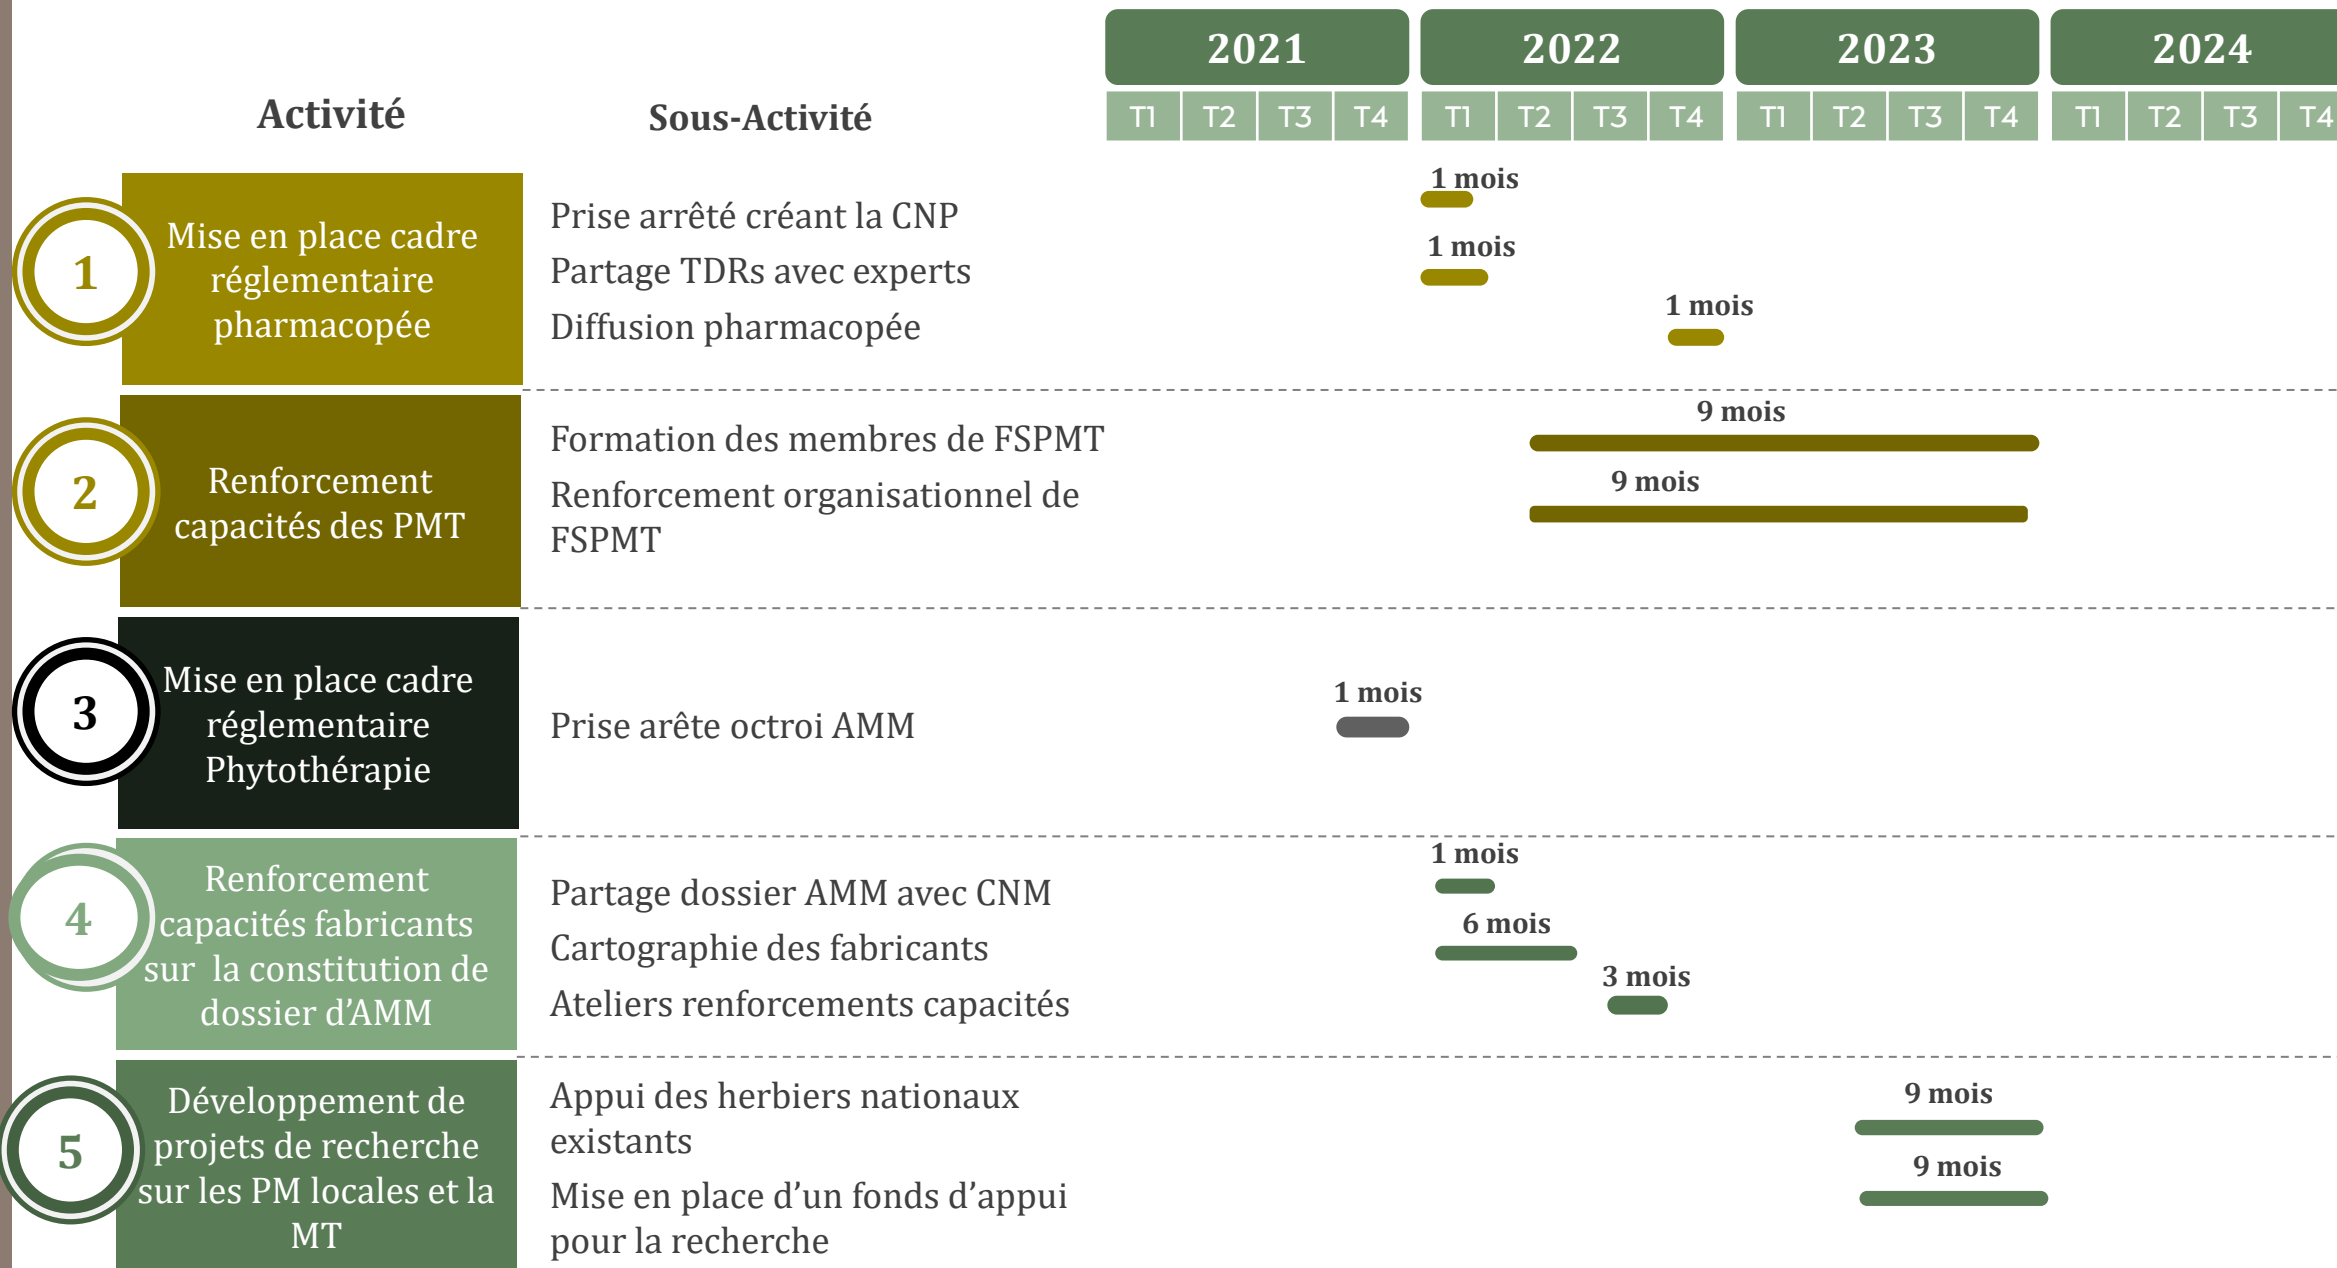 2021 2022 2023 2024
Activité Sous-Activité T1 T2 T3 T4 T1 T2 T3 T4 T1 T2 T3 T4 T1 T2 T3 T4
1
Mise en place cadre
réglementaire
pharmacopée
Prise arrêté créant la CNP
1 mois
Partage TDRs avec experts
1 mois
Diffusion pharmacopée
1 mois
2
Renforcement
capacités des PMT
Formation des membres de FSPMT
9 mois
Renforcement organisationnel de
FSPMT
9 mois
3
Mise en place cadre
réglementaire
Phytothérapie
Prise arête octroi AMM
1 mois
4
Renforcement
capacités fabricants
sur la constitution de
dossier d’AMM
Partage dossier AMM avec CNM
1 mois
Cartographie des fabricants
6 mois
Ateliers renforcements capacités
3 mois
5
Développement de
projets de recherche
sur les PM locales et la
MT
Appui des herbiers nationaux
existants
9 mois
Mise en place d’un fonds d’appui
pour la recherche
9 mois